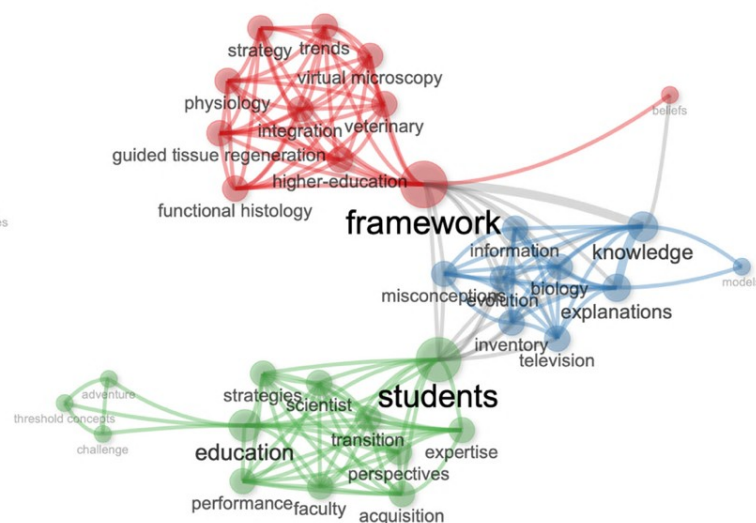 strategy
trends
virtual microscopy
physiology
integration
veterinary
guided tissue regeneration
higher-education
functional histology
beliefs
es
framework
information
knowledge
misconceptions
evolution
biology
explanations
model
inventory
television
adventure
threshold concepts
challenge
strategies
scientist
students
education
transition
expertise
perspectives
performance
faculty
acquisition